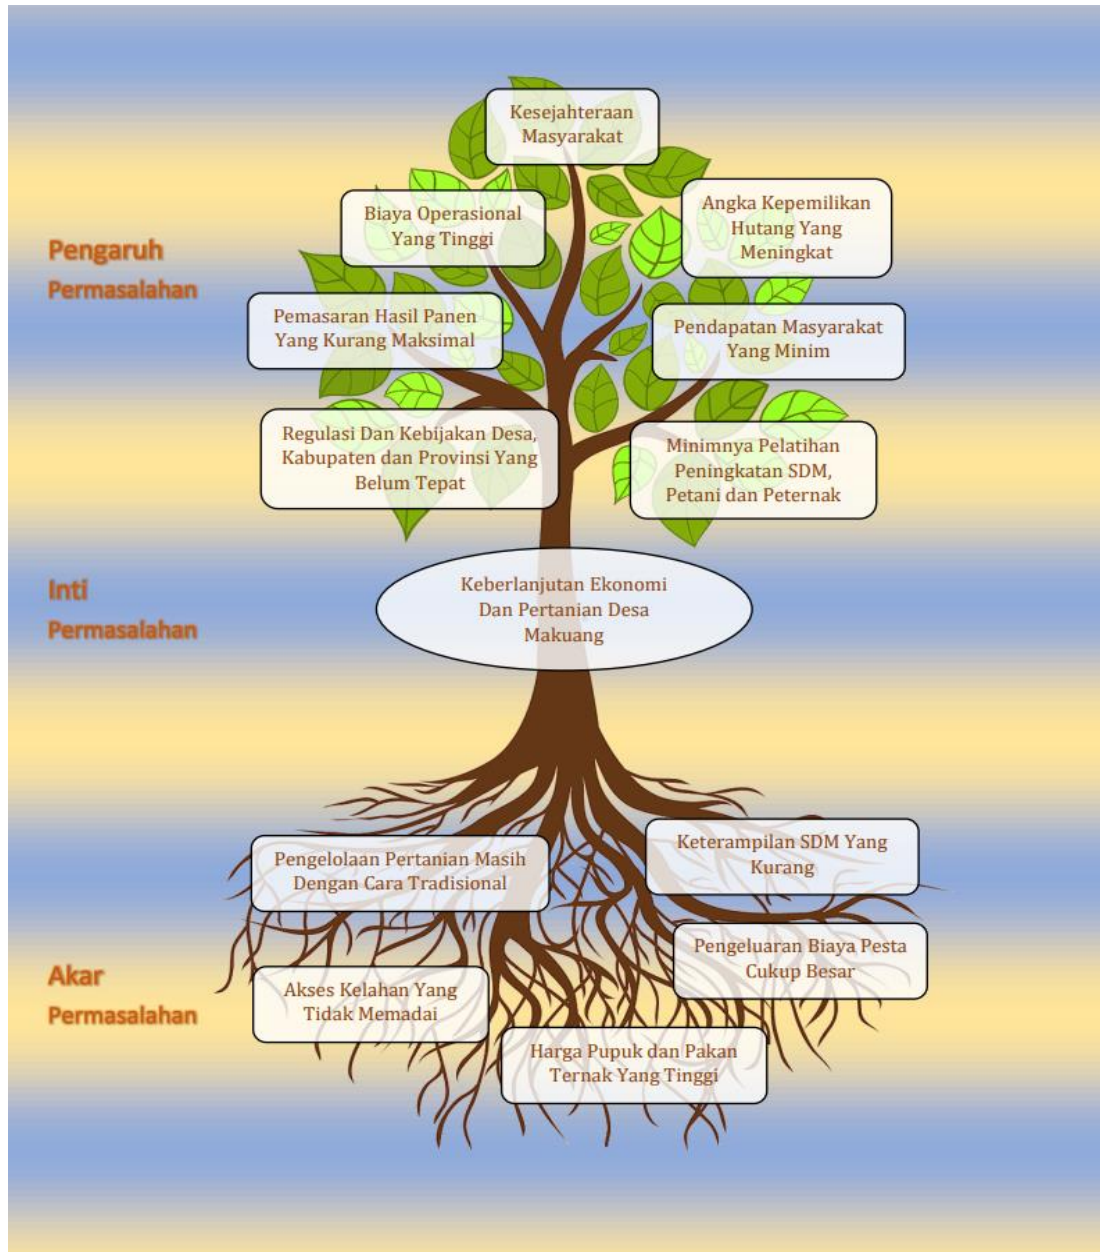 Kesejahteraan
Masyarakat
Biaya Operasional
Yang Tinggi
Angka Kepemilikan
Hutang Yang
Meningkat
Pengaruh
Permasalahan
Pemasaran Hasil Panen
Yang Kurang Maksimal
Pendapatan Masyarakat
Yang Minim
Regulasi Dan Kebijakan Desa,
Kabupaten dan Provinsi Yang
Belum Tepat
Minimnya Pelatihan
Peningkatan SDM,
Petani dan Peternak
Inti
Permasalahan
Keberlanjutan Ekonomi
Dan Pertanian Desa
Makuang
Pengelolaan Pertanian Masih
Dengan Cara Tradisional
Keterampilan SDM Yang
Kurang
Akar
Permasalahan
Akses Kelahan Yang
Tidak Memadai
Pengeluaran Biaya Pesta
Cukup Besar
Harga Pupuk dan Pakan
Ternak Yang Tinggi